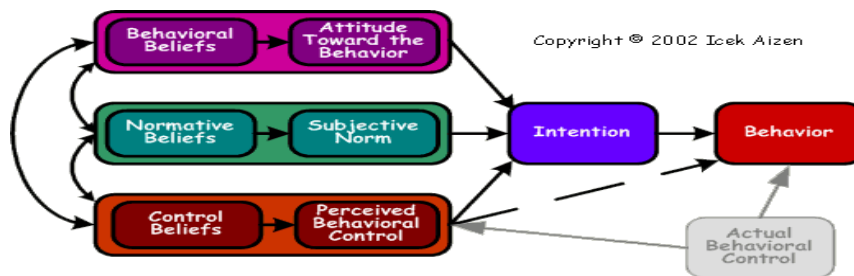 Behavioral
Beliefs
Attitude
Toward the
Behavior
Copyright © 2002 Icek Aizen
Normative
Beliefs
Subjective
Norm
Intention
Behavior
Control
Beliefs
Perceived
Behavioral
Control
Actual
Behavioral
Control